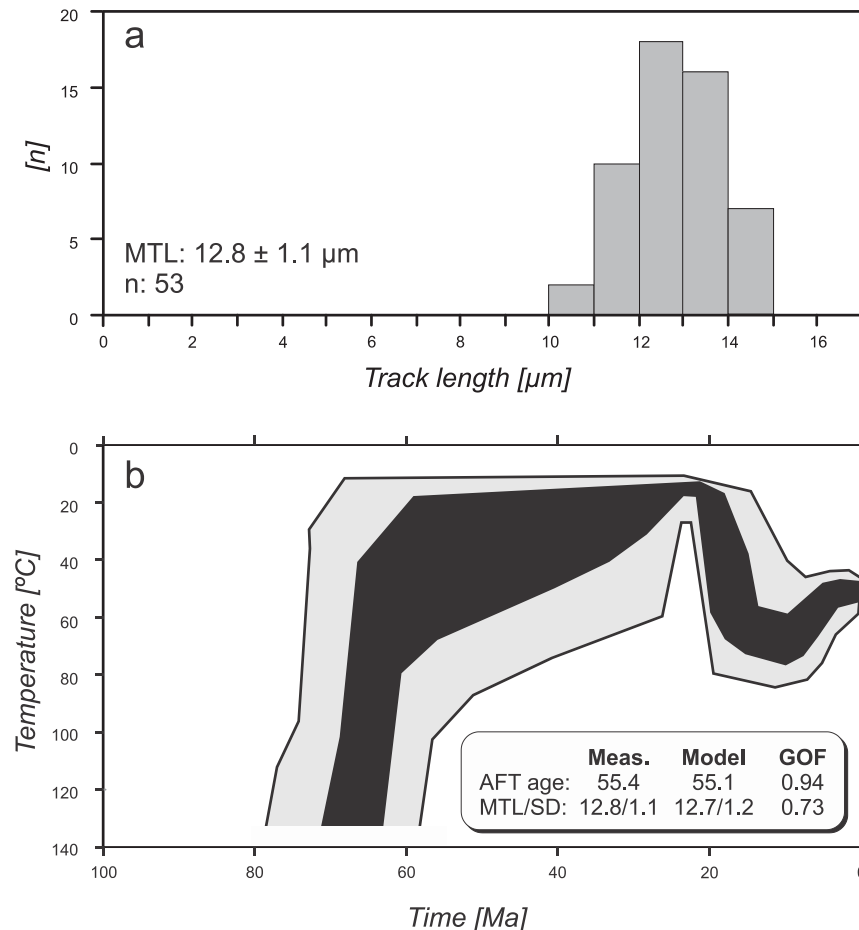 a
20
15
10
5
0
[n]
MTL: 12.8 ± 1.1 µm
n: 53
0 2 4 6 8 10 12 14 16
Track length [µm]
b
0
20
40
60
80
100
120
140
Temperature [ºC]
Meas. Model GOF
AFT age: 55.4 55.1 0.94
MTL/SD: 12.8/1.1 12.7/1.2 0.73
100 80 60 40 20
Time [Ma]